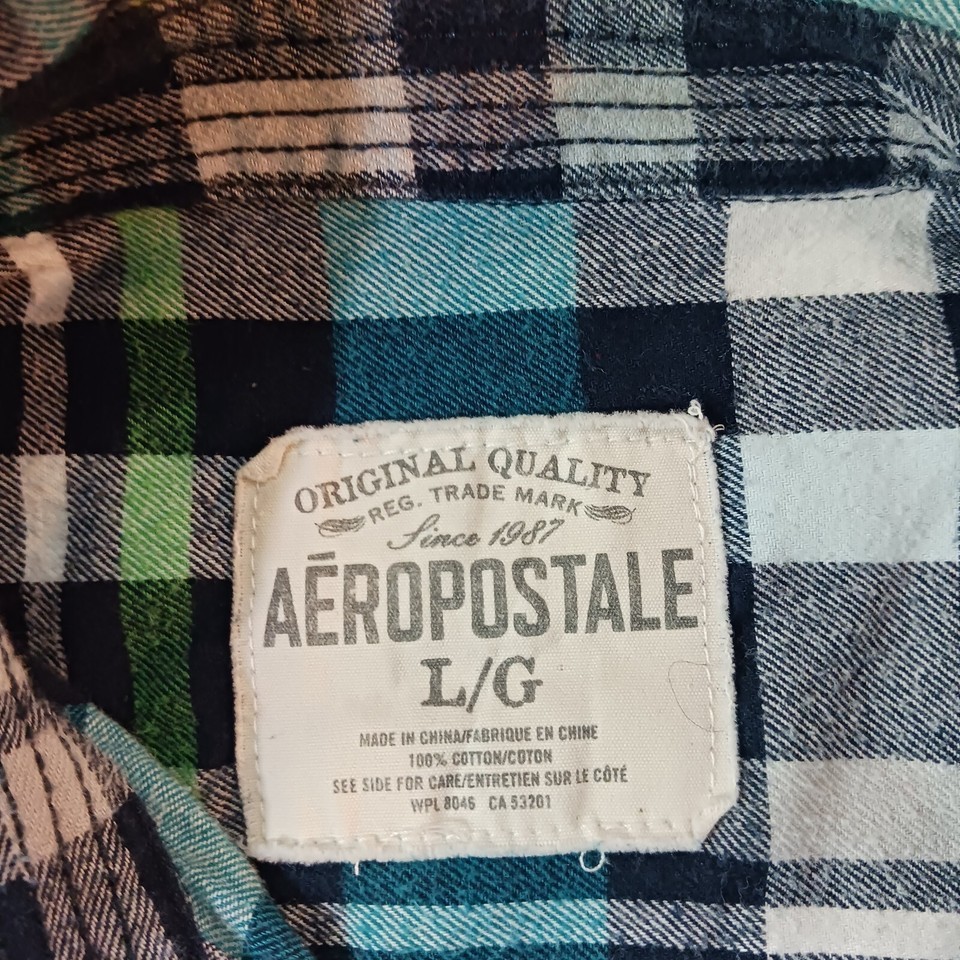 ORIGINAL QUALITY
REG. TRADE MARK
Since 1987
AĒROPOSTALE
L/G
MADE IN CHINA/FABRIQUE EN CHINE
100% COTTON/COTON
SEE SIDE FOR CARE/ENTRETIEN SUR LE CÔTÉ
WPL 8046 CA 53201